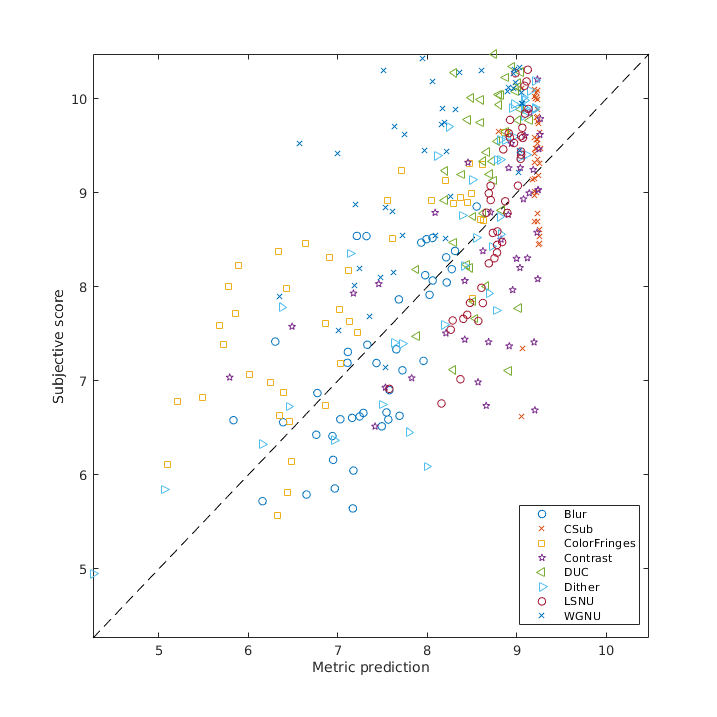 10
9
8
7
6
5
Subjective score
5
6
7
8
9
10
Metric prediction
Blur
CSub
ColorFringes
Contrast
DUC
Dither
LSNU
WGNU